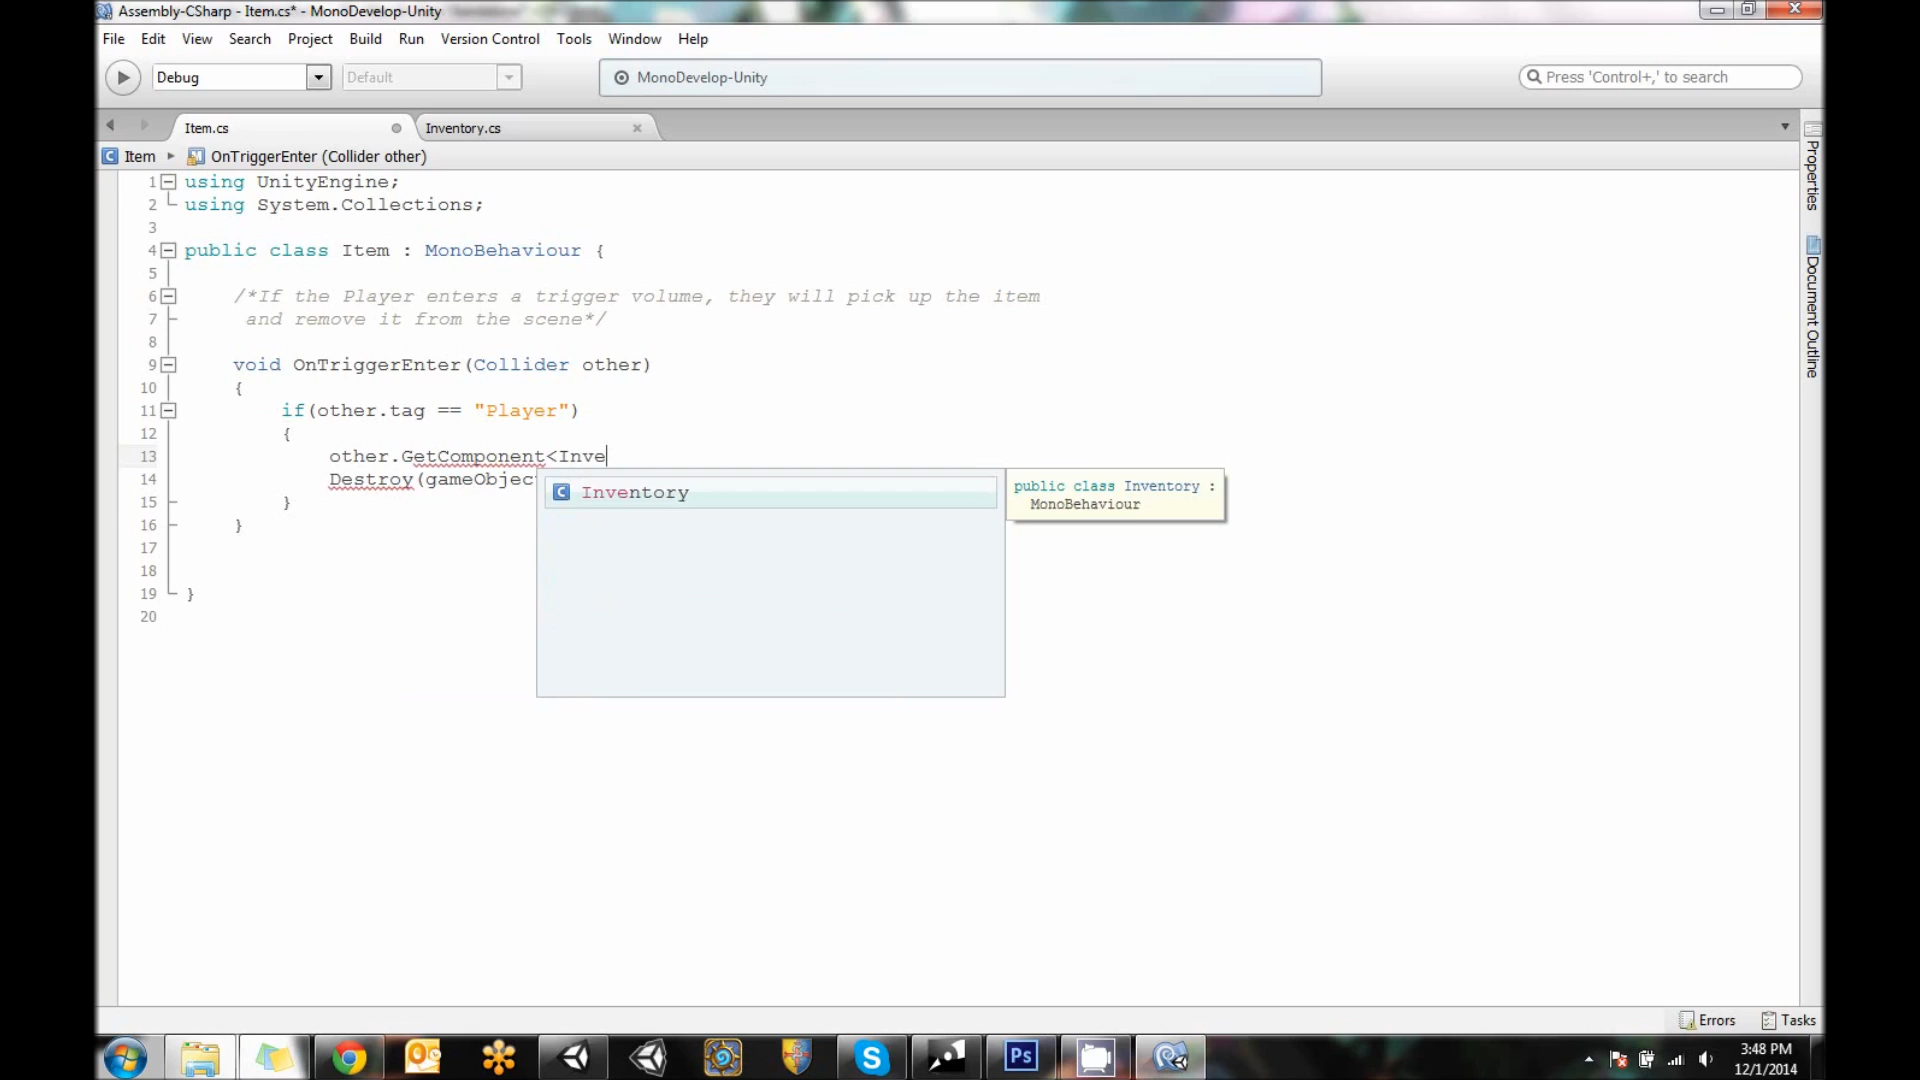 Assembly-CSharp - Item.cs* - MonoDevelop-Unity
File Edit View Search Project Build Run Version Control Tools Window Help
Debug Default MonoDevelop-Unity Press 'Control+,' to search
Item.cs Inventory.cs
Item OnTriggerEnter (Collider other)
1 using UnityEngine;
2 using System.Collections;
3
4 public class Item : MonoBehaviour {
5
6 /*If the Player enters a trigger volume, they will pick up the item
7 and remove it from the scene*/
8
9 void OnTriggerEnter(Collider other)
10 {
11 if(other.tag == "Player")
12 {
13 other.GetComponent<Inve
14 Destroy(gameObjec
15 }
16 }
17
18
19 }
20
Inventory
public class Inventory :
MonoBehaviour
Properties
Document Outline
Errors Tasks
Ps
3:48 PM
12/1/2014